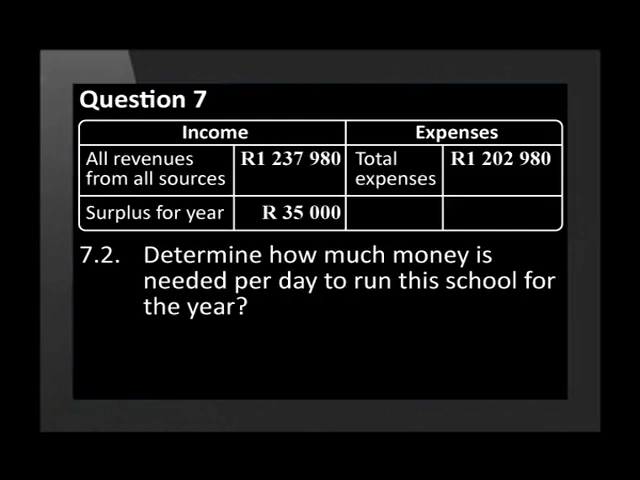 Question 7
Income Expenses
All revenues from all sources R1 237 980 Total expenses R1 202 980
Surplus for year R 35 000
7.2. Determine how much money is
needed per day to run this school for
the year?